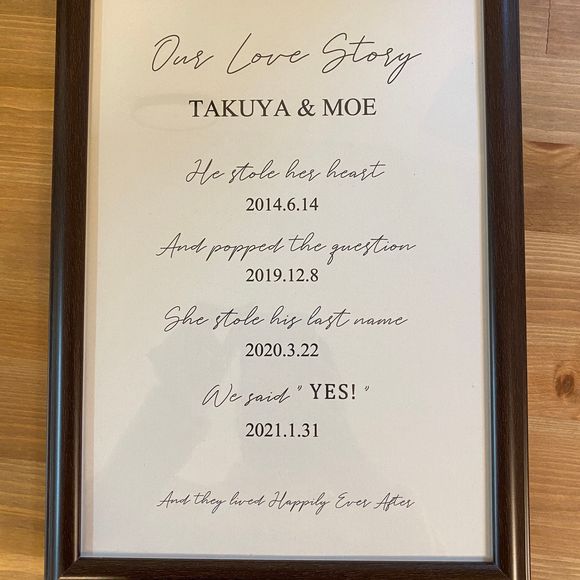 Our Love Story
TAKUYA & MOE
He stole her heart
2014.6.14
And popped the question
2019.12.8
She stole his last name
2020.3.22
We said " YES! "
2021.1.31
And they lived Happily Ever After